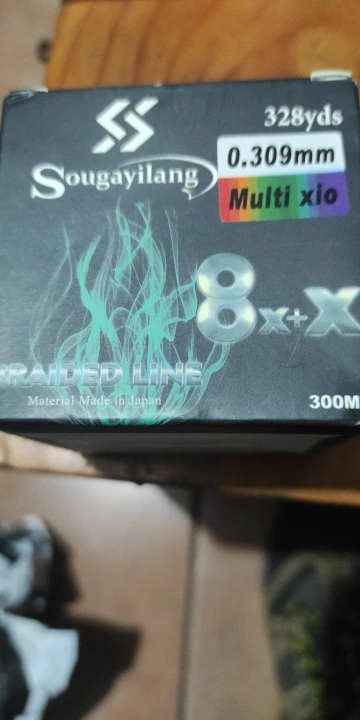 328yds
Sougayilang
0.309mm
Multi xio
8x+X
BRAIDED LINE
Material Made in Japan
300M